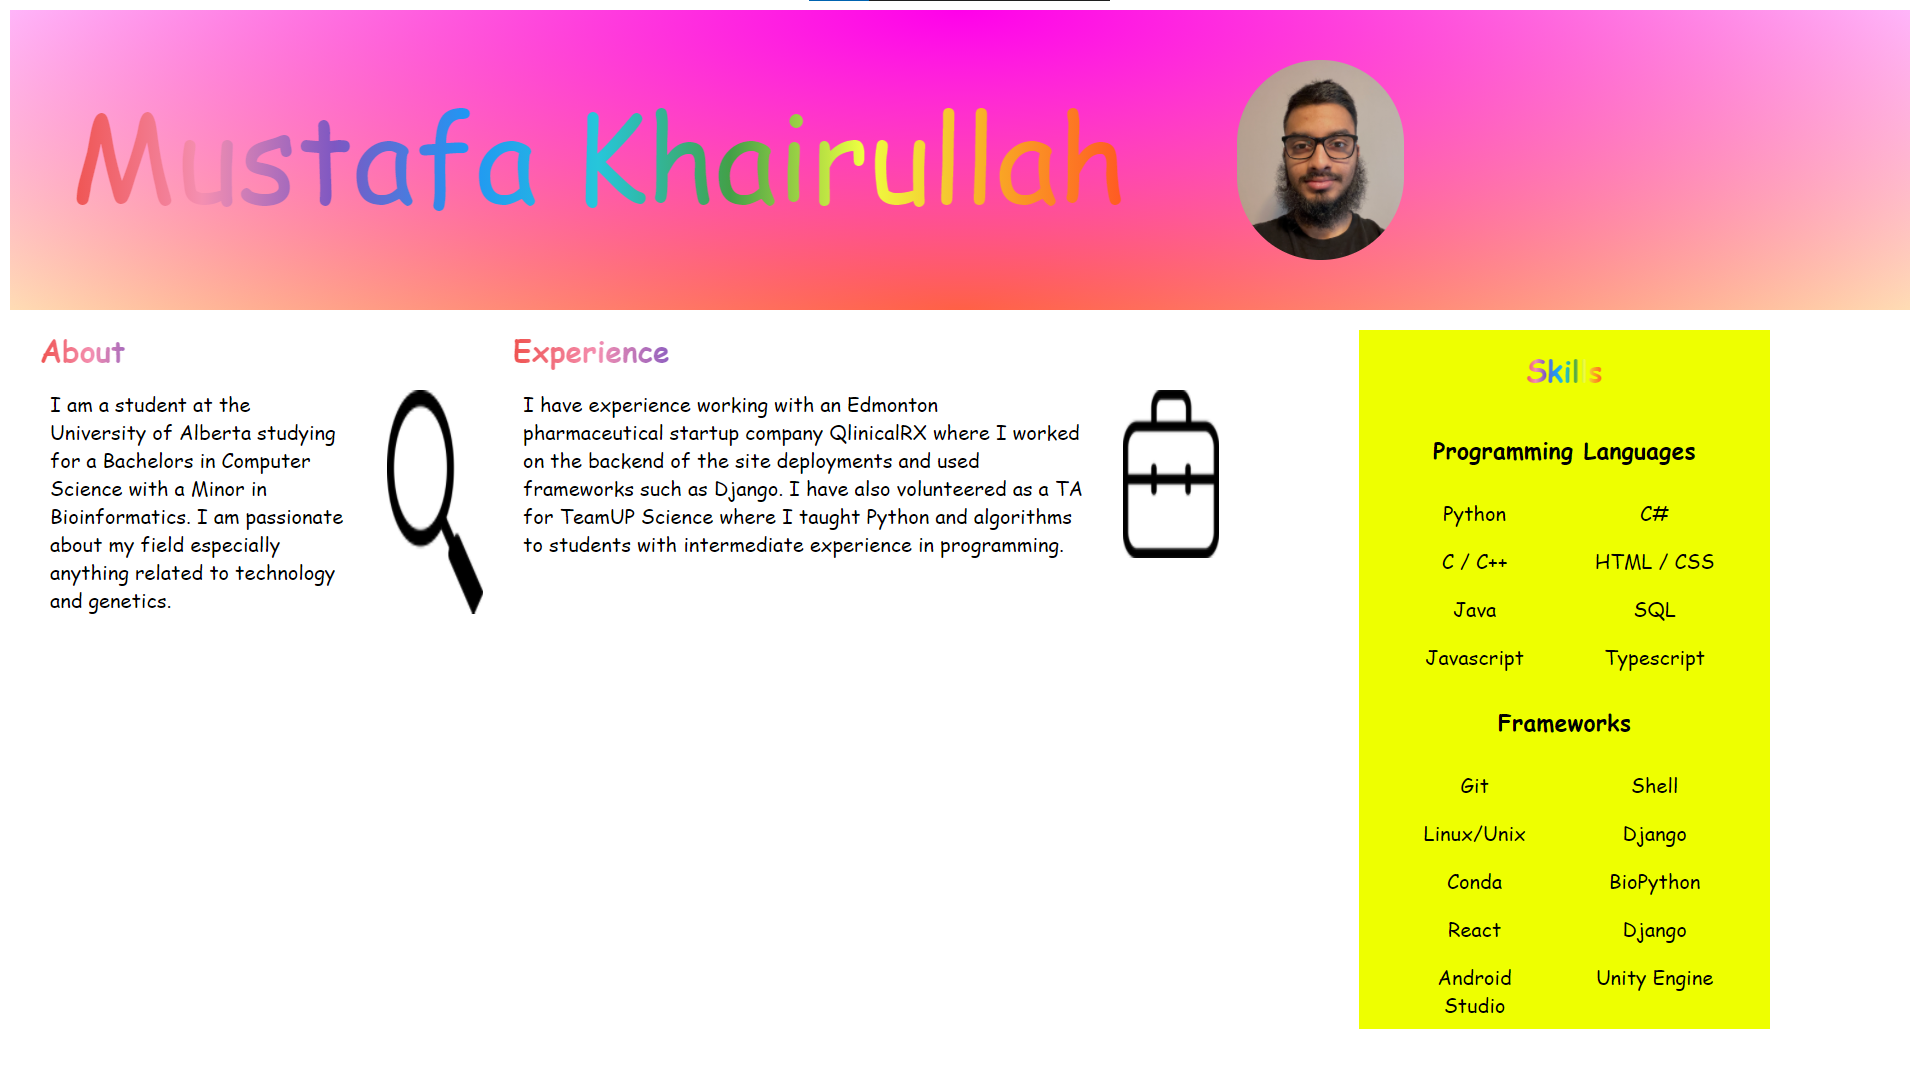 Mustafa Khairullah
About
I am a student at the
University of Alberta studying
for a Bachelors in Computer
Science with a Minor in
Bioinformatics. I am passionate
about my field especially
anything related to technology
and genetics.
Experience
I have experience working with an Edmonton
pharmaceutical startup company QlinicalRX where I worked
on the backend of the site deployments and used
frameworks such as Django. I have also volunteered as a TA
for TeamUP Science where I taught Python and algorithms
to students with intermediate experience in programming.
Skills
Programming Languages
Python C#
C / C++ HTML / CSS
Java SQL
Javascript Typescript
Frameworks
Git Shell
Linux/Unix Django
Conda BioPython
React Django
Android Unity Engine
Studio